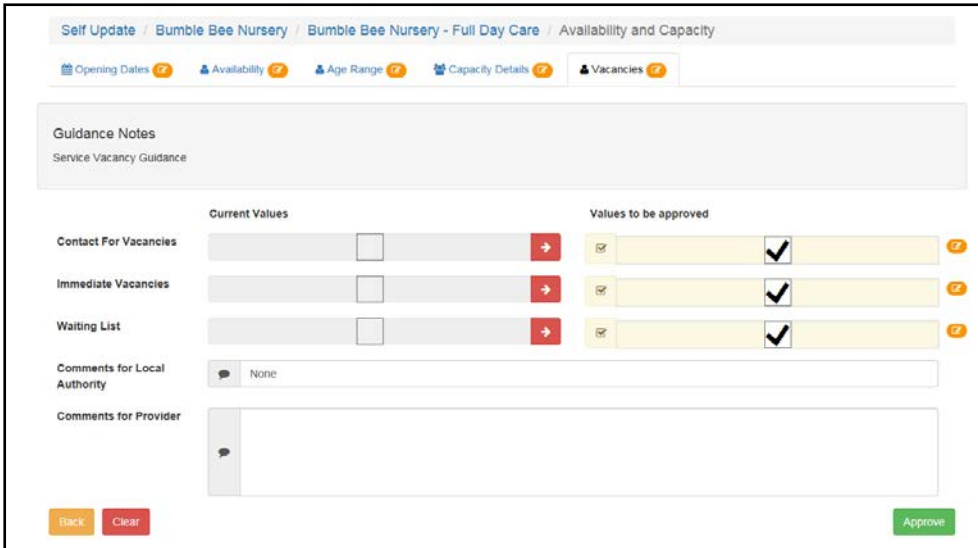 Self Update / Bumble Bee Nursery / Bumble Bee Nursery - Full Day Care / Availability and Capacity
Opening Dates Availability Age Range Capacity Details Vacancies
Guidance Notes
Service Vacancy Guidance
Current Values Values to be approved
Contact For Vacancies
Immediate Vacancies
Waiting List
Comments for Local
Authority
None
Comments for Provider
Back Clear Approve